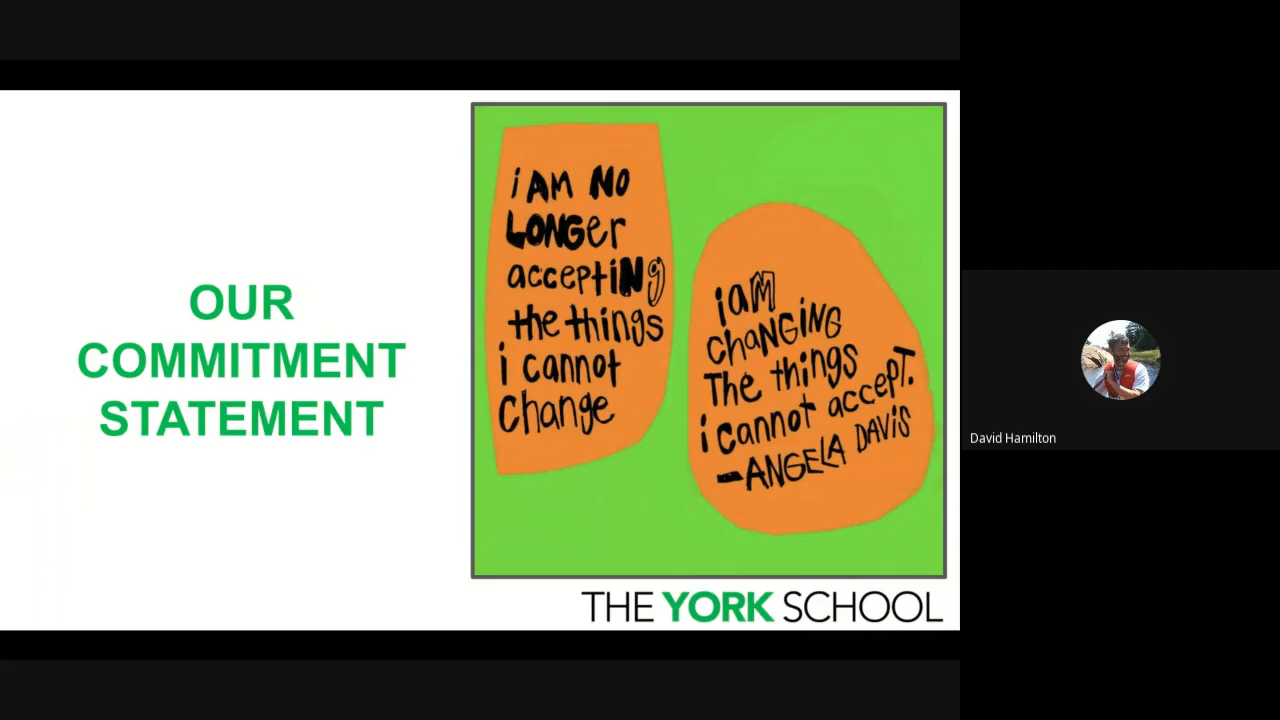 OUR
COMMITMENT
STATEMENT
i AM NO
LONGer
acceptiNg
the things
i cannot
Change
iaM
chaNGiNG
The things
i cannot accepT.
-ANGELA DAViS
THE YORK SCHOOL
David Hamilton